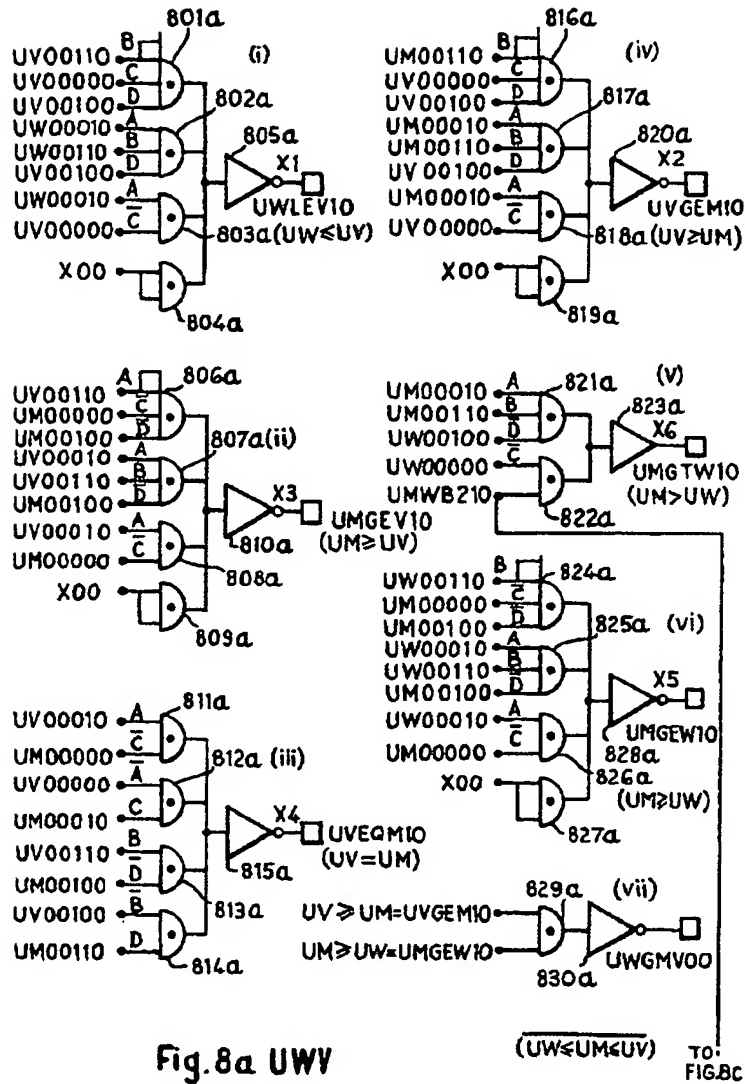 801a
(i)
B
UV00110
C
UV00000
D
UV00100
802a
A
UW00010
B
UW00110
D
UV00100
805a
X1
UWLEV10
A
UW00010
C̅
UV00000
803a (UW≤UV)
X00
804a
816a
(iv)
B
UM00110
C
UV00000
D
UV00100
817a
A
UM00010
B
UM00110
D
UV00100
820a
X2
UVGEM10
A
UM00010
C̅
UV00000
818a (UV≥UM)
X00
819a
806a
A
UV00110
C̅
UM00000
D̅
UM00100
807a (ii)
A
UV00010
B
UV00110
D̅
UM00100
X3
UMGEV10
810a
(UM≥UV)
A
UV00010
C̅
UM00000
808a
X00
809a
821a
(v)
A
UM00010
B
UM00110
D̅
UW00100
823a
X6
UMGTW10
(UM>UW)
C̅
UW00000
UMWB210
822a
824a
B
UW00110
C̅
UM00000
D̅
UM00100
825a
(vi)
A
UW00010
B
UW00110
D̅
UM00100
X5
UMGEW10
828a
A
UW00010
C̅
UM00000
826a
(UM≥UW)
X00
827a
811a
A
UV00010
C̅
UM00000
812a (iii)
A̅
UV00000
C
UM00010
X4
UVEQM10
(UV=UM)
815a
B
UV00110
D̅
UM00100
813a
B̅
UV00100
D
UM00110
814a
829a
(vii)
UV≥UM=UVGEM10
UM≥UW=UMGEW10
830a
UWGMV00
(UW≤UM≤UV)
Fig.8a UWV
TO
FIG.8C